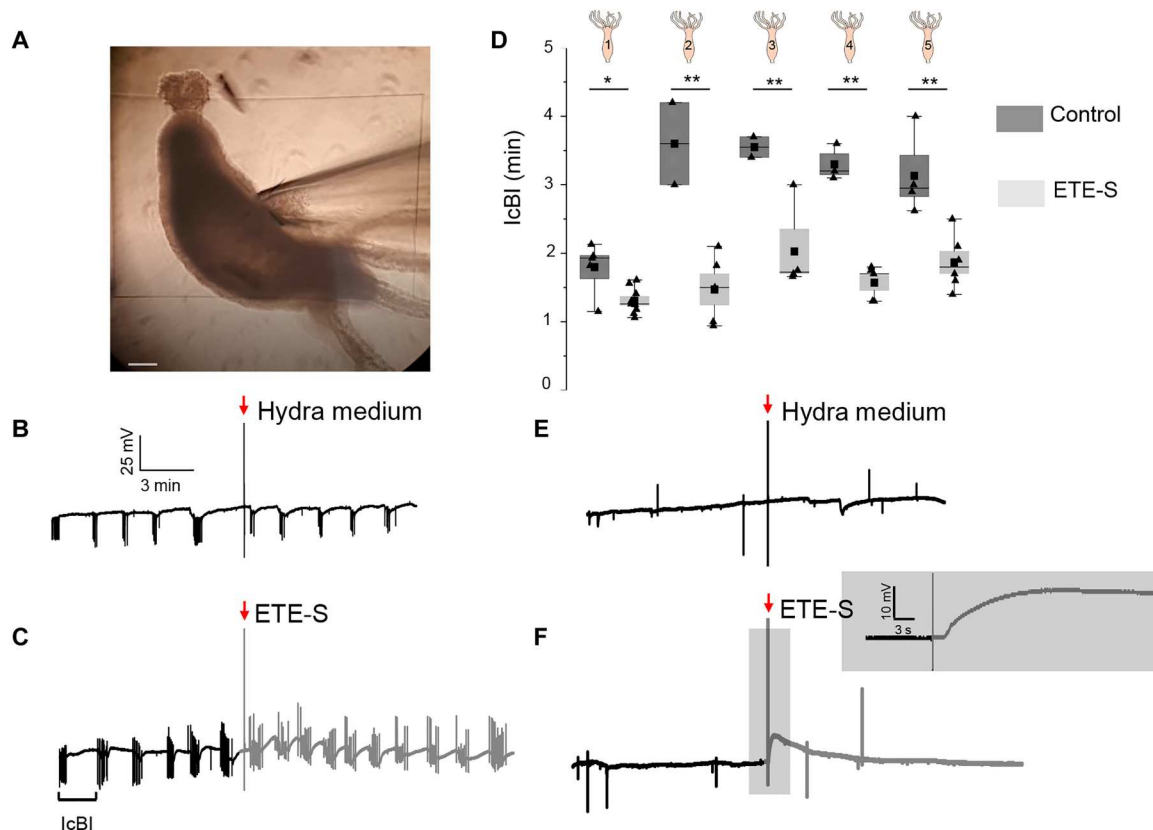 A
D
1
2
3
4
5
*
**
**
**
**
5
4
3
2
1
0
IcBI (min)
Control
ETE-S
B
Hydra medium
25 mV
3 min
E
Hydra medium
C
ETE-S
IcBI
F
ETE-S
10 mV
3 s